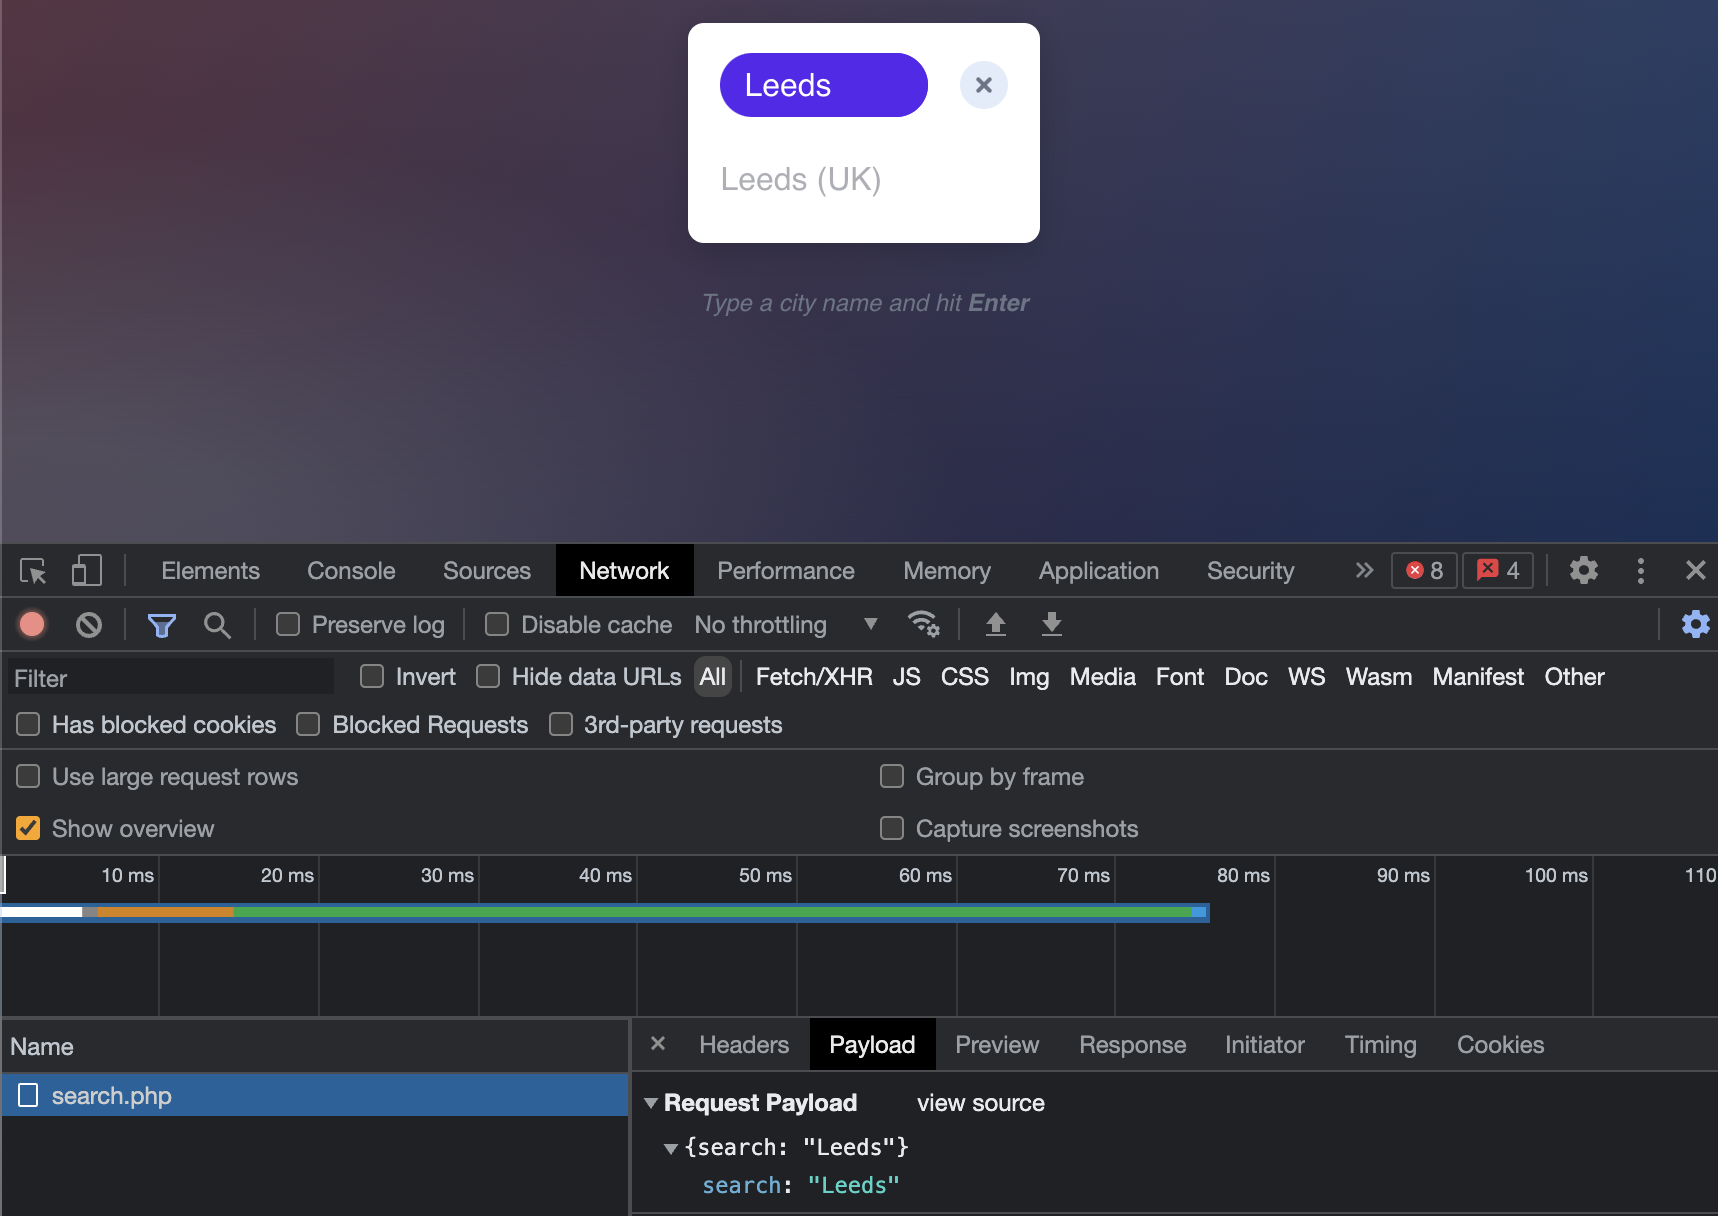 Leeds
Leeds (UK)
Type a city name and hit Enter
Elements Console Sources Network Performance Memory Application Security 8 4
Preserve log Disable cache No throttling
Filter Invert Hide data URLs All Fetch/XHR JS CSS Img Media Font Doc WS Wasm Manifest Other
Has blocked cookies Blocked Requests 3rd-party requests
Use large request rows Group by frame
Show overview Capture screenshots
10 ms 20 ms 30 ms 40 ms 50 ms 60 ms 70 ms 80 ms 90 ms 100 ms 110
Name Headers Payload Preview Response Initiator Timing Cookies
search.php Request Payload view source
{search: "Leeds"}
search: "Leeds"